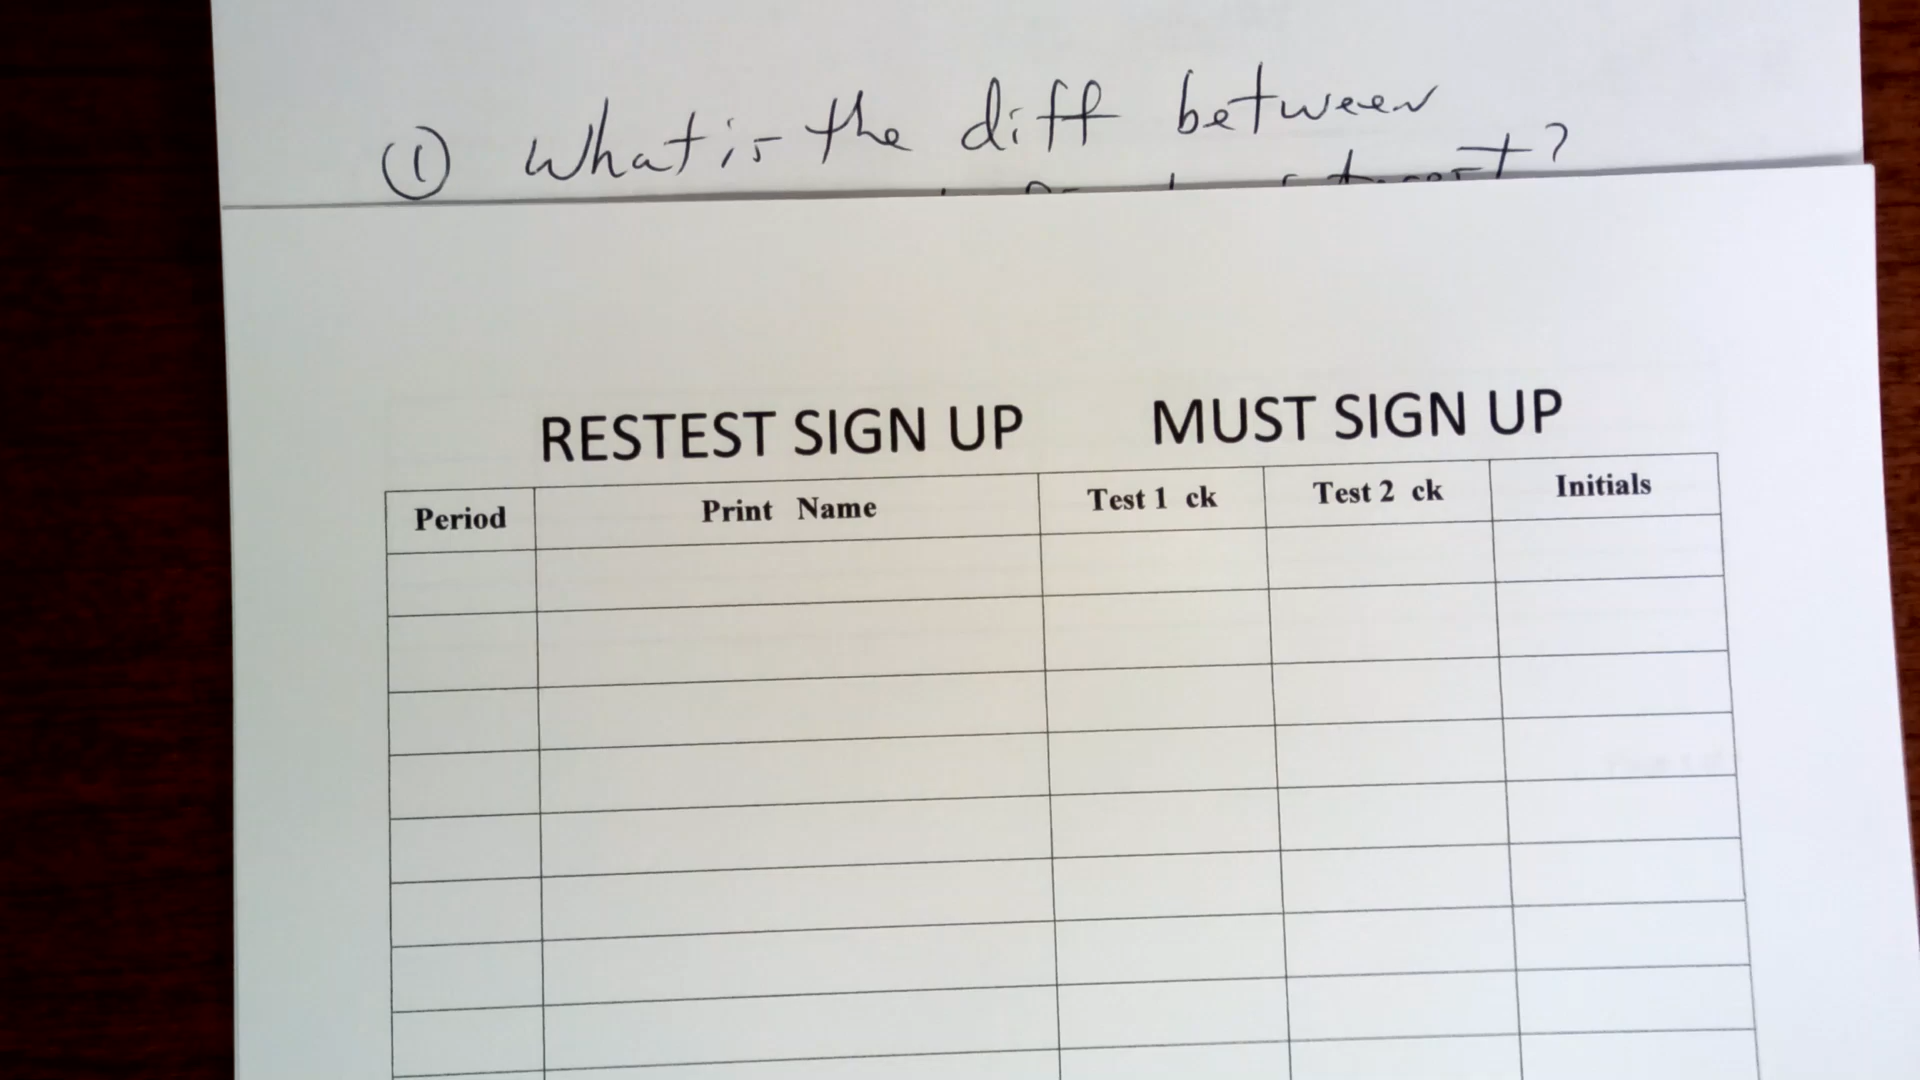 ① What is the diff between
?
RESTEST SIGN UP MUST SIGN UP
Period Print Name Test 1 ck Test 2 ck Initials